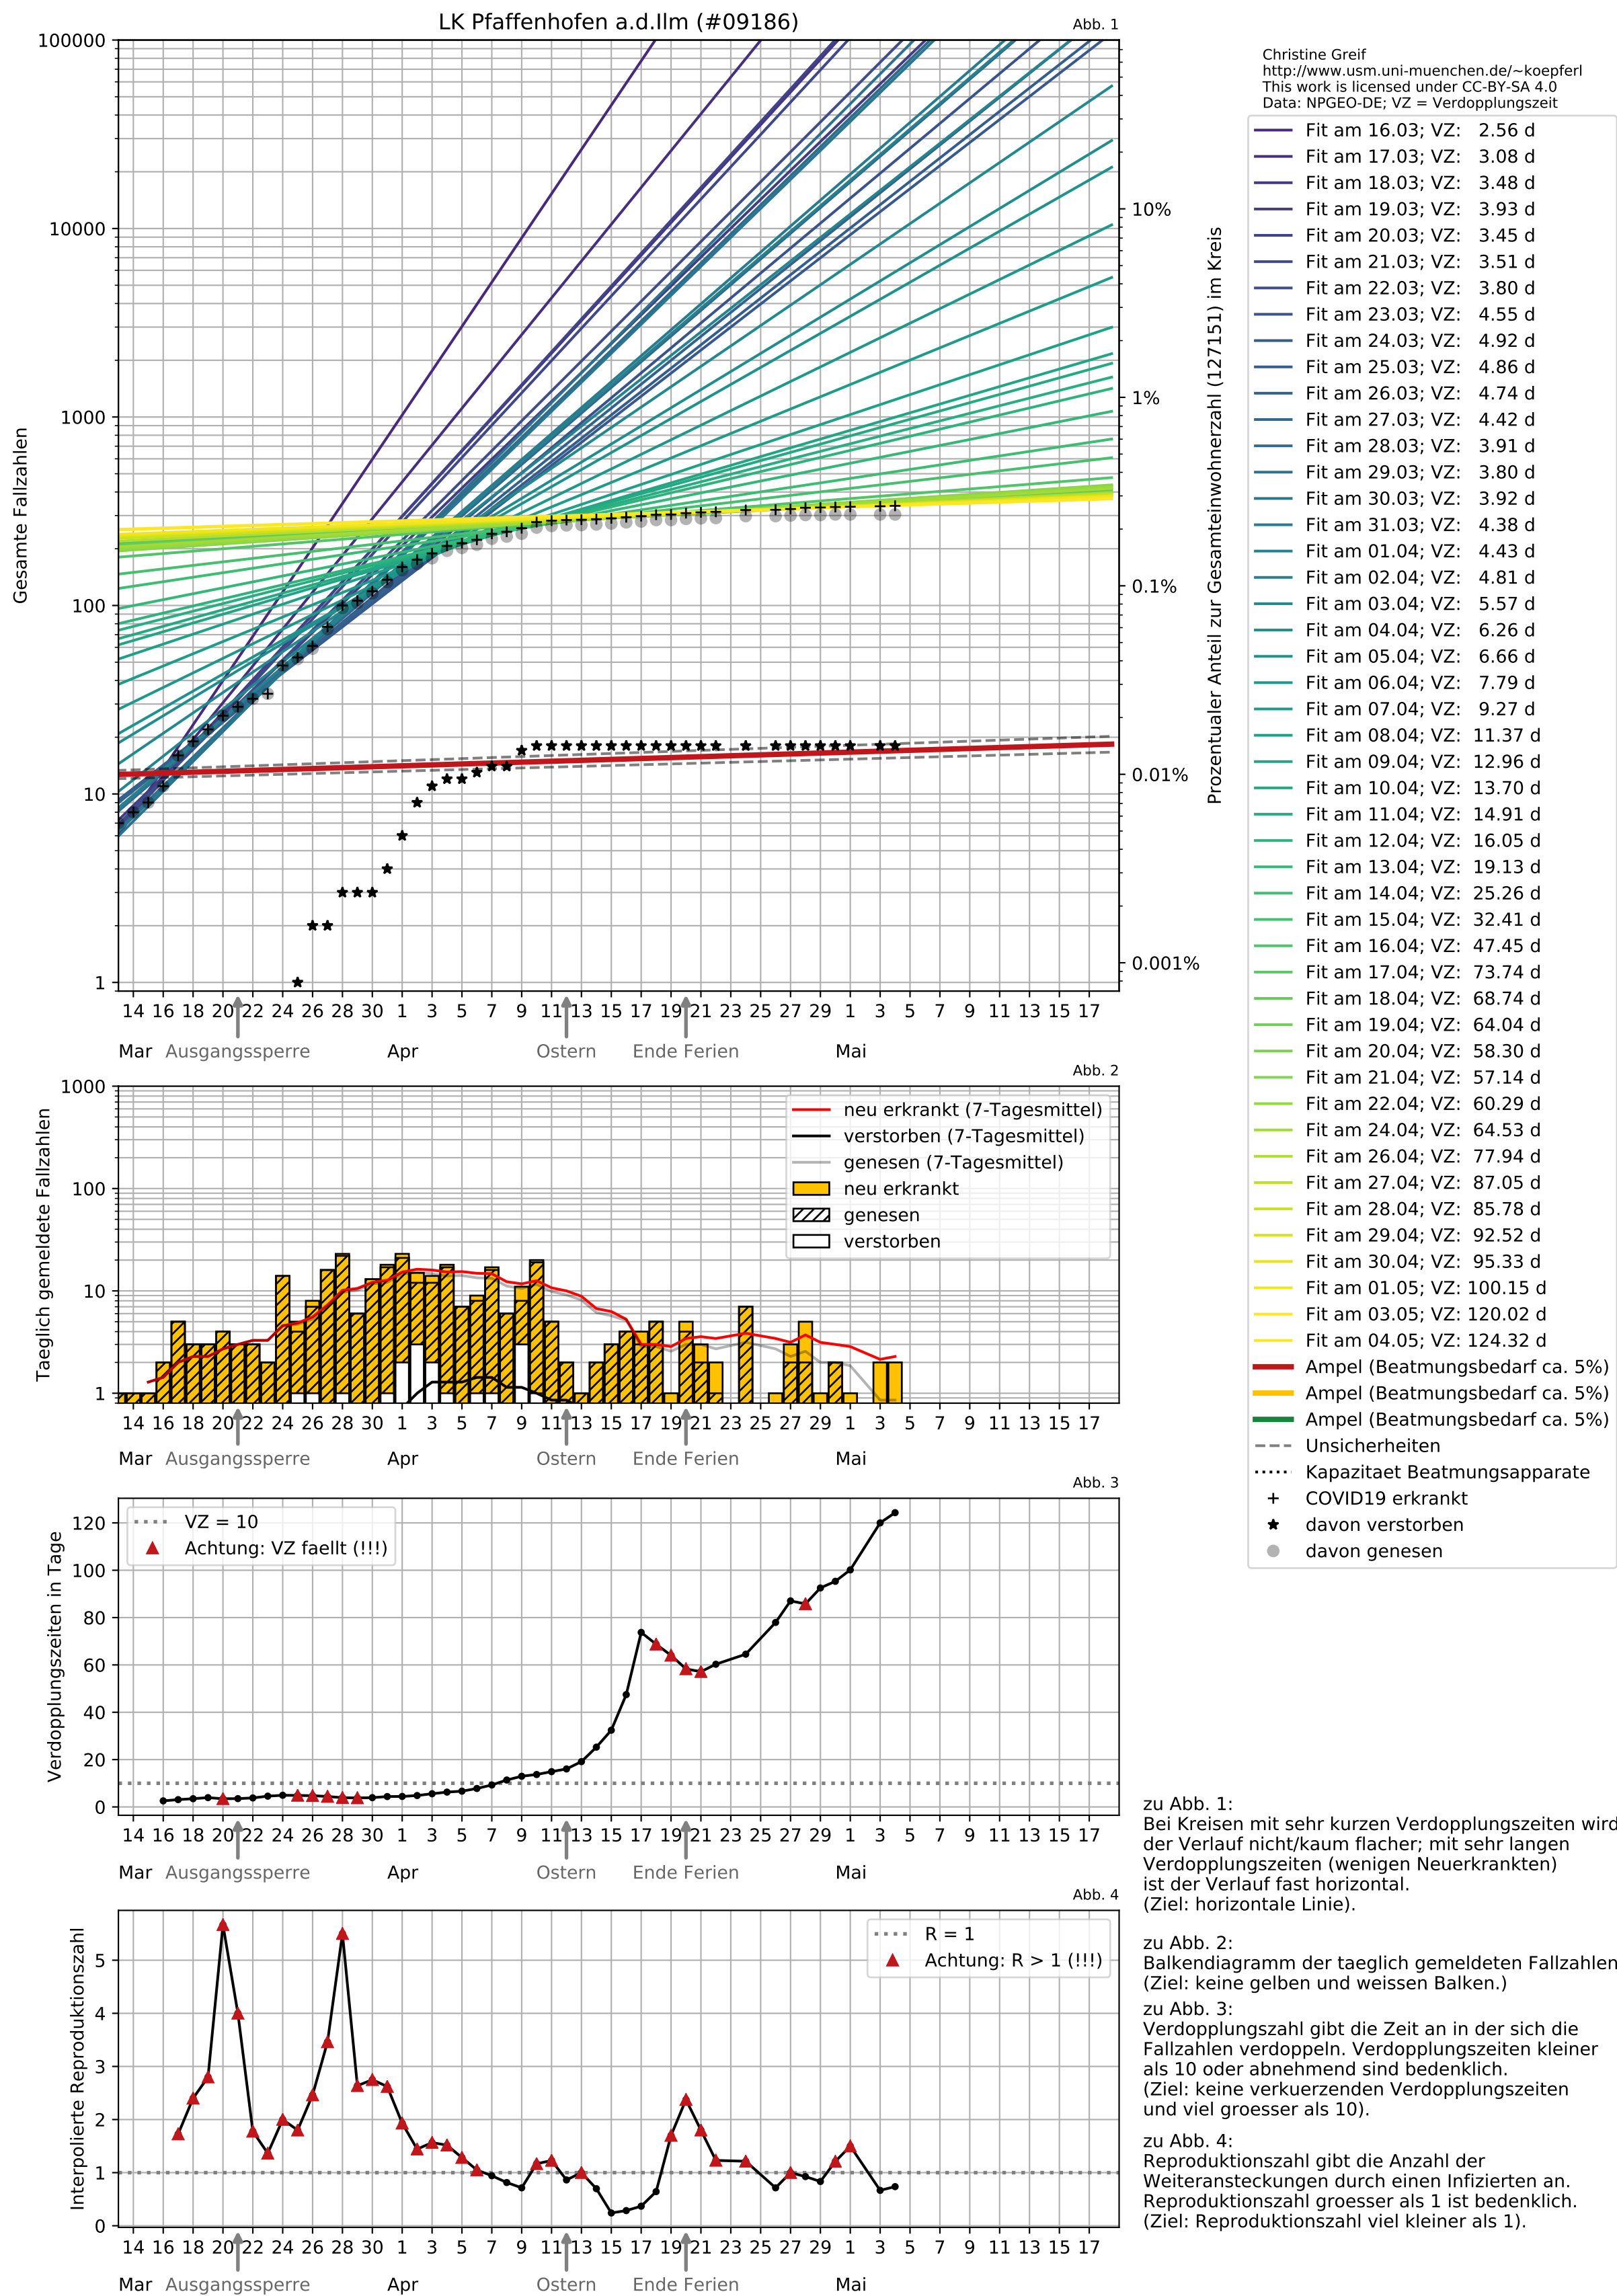 LK Pfaffenhofen a.d.Ilm (#09186)
Abb. 1
Christine Greif
http://www.usm.uni-muenchen.de/~koepferl
This work is licensed under CC-BY-SA 4.0
Data: NPGEO-DE; VZ = Verdopplungszeit
Gesamte Fallzahlen
100000
10000
1000
100
10
1
Prozentualer Anteil zur Gesamteinwohnerzahl (127151) im Kreis
10%
1%
0.1%
0.01%
0.001%
14 16 18 20 22 24 26 28 30 1 3 5 7 9 11 13 15 17 19 21 23 25 27 29 1 3 5 7 9 11 13 15 17
Mar Ausgangssperre Apr Ostern Ende Ferien Mai
Fit am 16.03; VZ: 2.56 d
Fit am 17.03; VZ: 3.08 d
Fit am 18.03; VZ: 3.48 d
Fit am 19.03; VZ: 3.93 d
Fit am 20.03; VZ: 3.45 d
Fit am 21.03; VZ: 3.51 d
Fit am 22.03; VZ: 3.80 d
Fit am 23.03; VZ: 4.55 d
Fit am 24.03; VZ: 4.92 d
Fit am 25.03; VZ: 4.86 d
Fit am 26.03; VZ: 4.74 d
Fit am 27.03; VZ: 4.42 d
Fit am 28.03; VZ: 3.91 d
Fit am 29.03; VZ: 3.80 d
Fit am 30.03; VZ: 3.92 d
Fit am 31.03; VZ: 4.38 d
Fit am 01.04; VZ: 4.43 d
Fit am 02.04; VZ: 4.81 d
Fit am 03.04; VZ: 5.57 d
Fit am 04.04; VZ: 6.26 d
Fit am 05.04; VZ: 6.66 d
Fit am 06.04; VZ: 7.79 d
Fit am 07.04; VZ: 9.27 d
Fit am 08.04; VZ: 11.37 d
Fit am 09.04; VZ: 12.96 d
Fit am 10.04; VZ: 13.70 d
Fit am 11.04; VZ: 14.91 d
Fit am 12.04; VZ: 16.05 d
Fit am 13.04; VZ: 19.13 d
Fit am 14.04; VZ: 25.26 d
Fit am 15.04; VZ: 32.41 d
Fit am 16.04; VZ: 47.45 d
Fit am 17.04; VZ: 73.74 d
Fit am 18.04; VZ: 68.74 d
Fit am 19.04; VZ: 64.04 d
Fit am 20.04; VZ: 58.30 d
Fit am 21.04; VZ: 57.14 d
Fit am 22.04; VZ: 60.29 d
Fit am 24.04; VZ: 64.53 d
Fit am 26.04; VZ: 77.94 d
Fit am 27.04; VZ: 87.05 d
Fit am 28.04; VZ: 85.78 d
Fit am 29.04; VZ: 92.52 d
Fit am 30.04; VZ: 95.33 d
Fit am 01.05; VZ: 100.15 d
Fit am 03.05; VZ: 120.02 d
Fit am 04.05; VZ: 124.32 d
Ampel (Beatmungsbedarf ca. 5%)
Ampel (Beatmungsbedarf ca. 5%)
Ampel (Beatmungsbedarf ca. 5%)
Unsicherheiten
Kapazitaet Beatmungsapparate
COVID19 erkrankt
davon verstorben
davon genesen
Abb. 2
Taeglich gemeldete Fallzahlen
1000
100
10
1
neu erkrankt (7-Tagesmittel)
verstorben (7-Tagesmittel)
genesen (7-Tagesmittel)
neu erkrankt
genesen
verstorben
14 16 18 20 22 24 26 28 30 1 3 5 7 9 11 13 15 17 19 21 23 25 27 29 1 3 5 7 9 11 13 15 17
Mar Ausgangssperre Apr Ostern Ende Ferien Mai
Abb. 3
Verdopplungszeiten in Tage
120
100
80
60
40
20
0
VZ = 10
Achtung: VZ faellt (!!!)
14 16 18 20 22 24 26 28 30 1 3 5 7 9 11 13 15 17 19 21 23 25 27 29 1 3 5 7 9 11 13 15 17
Mar Ausgangssperre Apr Ostern Ende Ferien Mai
Abb. 4
Interpolierte Reproduktionszahl
5
4
3
2
1
0
R = 1
Achtung: R > 1 (!!!)
14 16 18 20 22 24 26 28 30 1 3 5 7 9 11 13 15 17 19 21 23 25 27 29 1 3 5 7 9 11 13 15 17
Mar Ausgangssperre Apr Ostern Ende Ferien Mai
zu Abb. 1:
Bei Kreisen mit sehr kurzen Verdopplungszeiten wird
der Verlauf nicht/kaum flacher; mit sehr langen
Verdopplungszeiten (wenigen Neuerkrankten)
ist der Verlauf fast horizontal.
(Ziel: horizontale Linie).
zu Abb. 2:
Balkendiagramm der taeglich gemeldeten Fallzahlen
(Ziel: keine gelben und weissen Balken.)
zu Abb. 3:
Verdopplungszahl gibt die Zeit an in der sich die
Fallzahlen verdoppeln. Verdopplungszeiten kleiner
als 10 oder abnehmend sind bedenklich.
(Ziel: keine verkuerzenden Verdopplungszeiten
und viel groesser als 10).
zu Abb. 4:
Reproduktionszahl gibt die Anzahl der
Weiteransteckungen durch einen Infizierten an.
Reproduktionszahl groesser als 1 ist bedenklich.
(Ziel: Reproduktionszahl viel kleiner als 1).